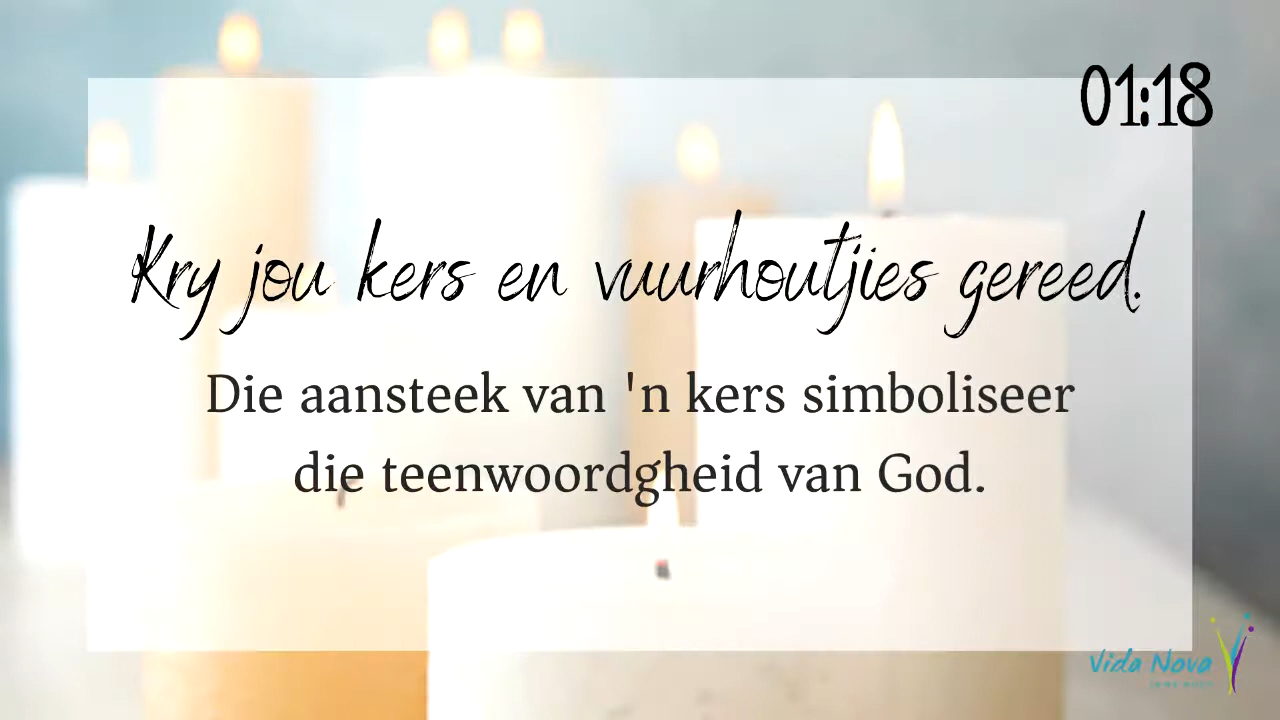 01:18
Kry jou kers en vuurhoutjies gereed.
Die aansteek van 'n kers simboliseer
die teenwoordgheid van God.
Vida Nova